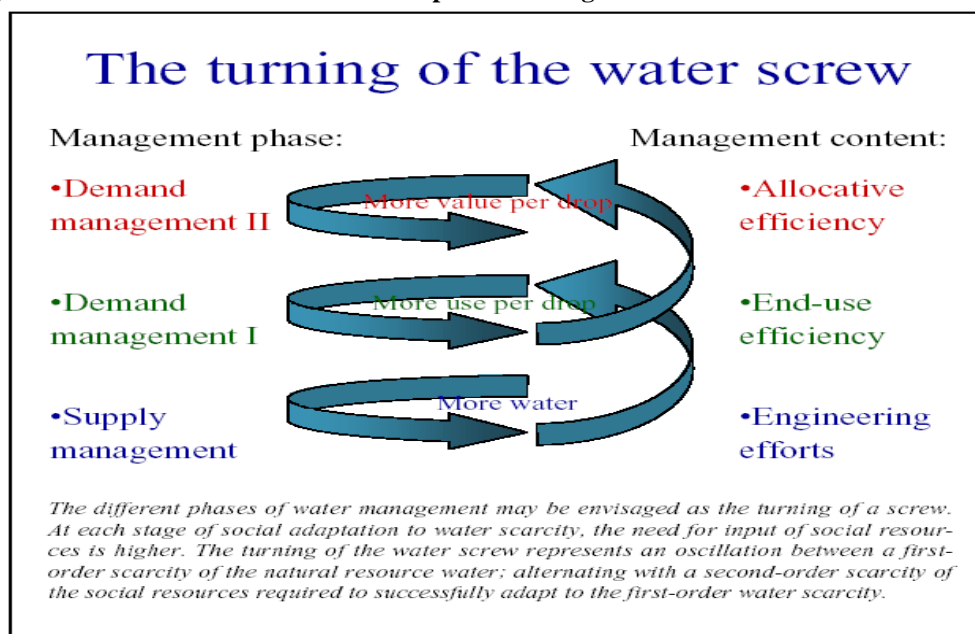 The turning of the water screw
Management phase:
Management content:
•Demand
management II
More value per drop
•Allocative
efficiency
•Demand
management I
More use per drop
•End-use
efficiency
•Supply
management
More water
•Engineering
efforts
The different phases of water management may be envisaged as the turning of a screw.
At each stage of social adaptation to water scarcity, the need for input of social resour-
ces is higher. The turning of the water screw represents an oscillation between a first-
order scarcity of the natural resource water; alternating with a second-order scarcity of
the social resources required to successfully adapt to the first-order water scarcity.